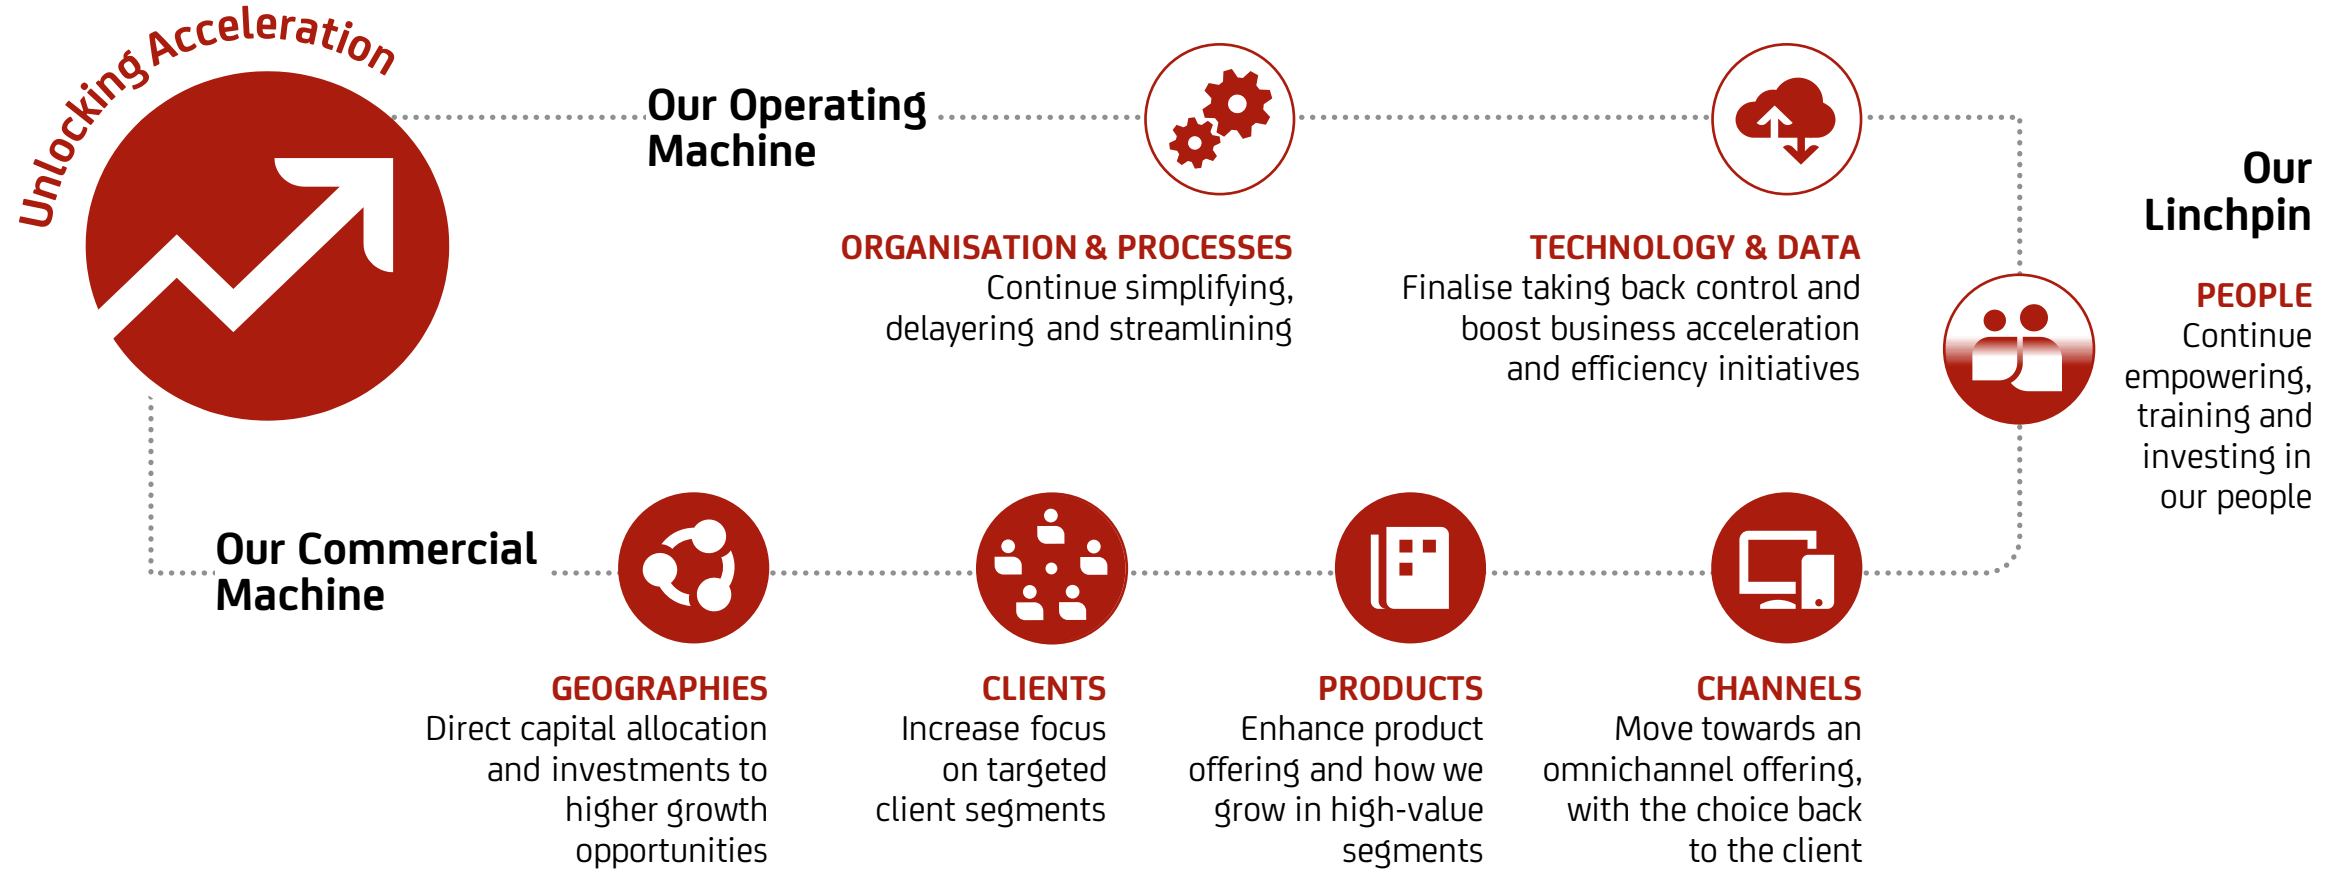 Unlocking Acceleration
Our Operating
Machine
ORGANISATION & PROCESSES
Continue simplifying,
delayering and streamlining
TECHNOLOGY & DATA
Finalise taking back control and
boost business acceleration
and efficiency initiatives
Our
Linchpin
PEOPLE
Continue
empowering,
training and
investing in
our people
Our Commercial
Machine
GEOGRAPHIES
Direct capital allocation
and investments to
higher growth
opportunities
CLIENTS
Increase focus
on targeted
client segments
PRODUCTS
Enhance product
offering and how we
grow in high-value
segments
CHANNELS
Move towards an
omnichannel offering,
with the choice back
to the client